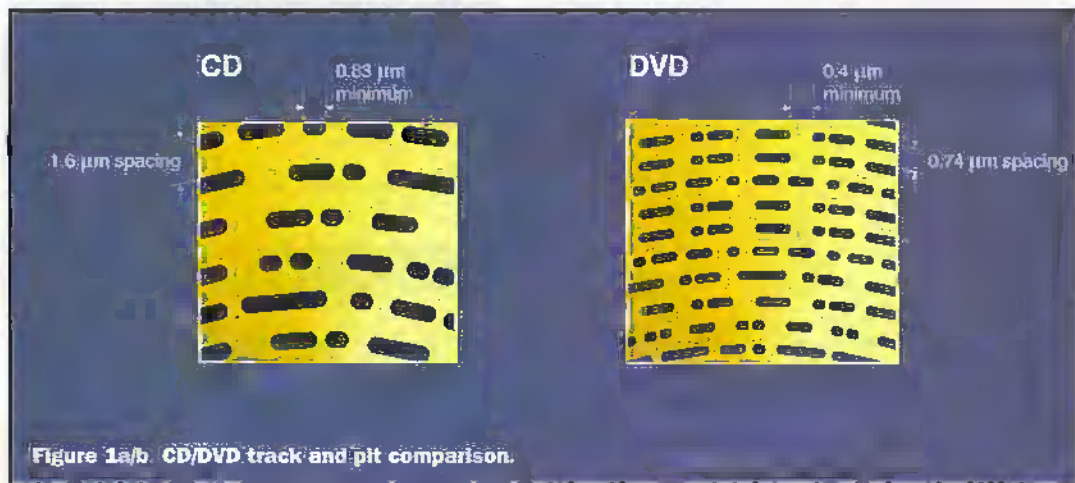 CD
0.83 µm
minimum
1.6 µm spacing
DVD
0.4 µm
minimum
0.74 µm spacing
Figure 1a/b. CD/DVD track and pit comparison.